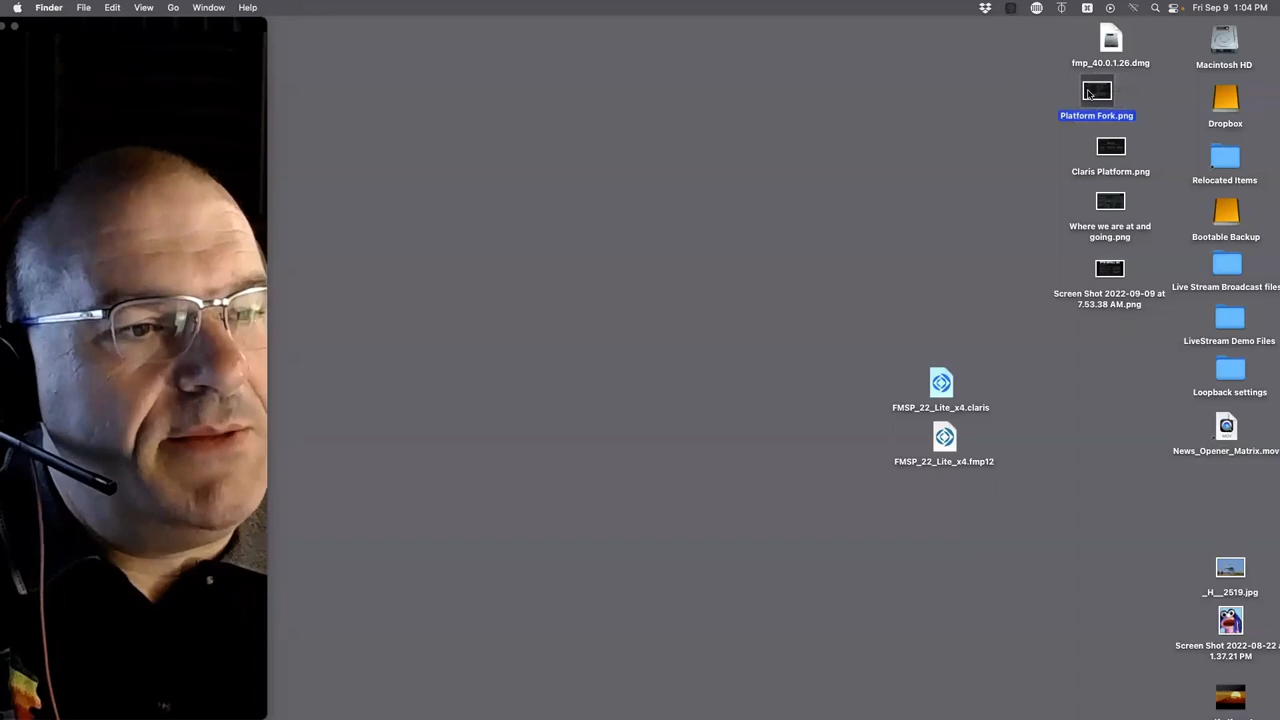 Finder File Edit View Go Window Help
Fri Sep 9 1:04 PM
fmp_40.0.1.26.dmg
Macintosh HD
Platform Fork.png
Dropbox
Claris Platform.png
Relocated Items
Where we are at and
going.png
Bootable Backup
Screen Shot 2022-09-09 at
7.53.38 AM.png
Live Stream Broadcast files
LiveStream Demo Files
Loopback settings
FMSP_22_Lite_x4.claris
MOV
News_Opener_Matrix.mov
FMSP_22_Lite_x4.fmp12
_H__2519.jpg
Screen Shot 2022-08-22 a
1.37.21 PM